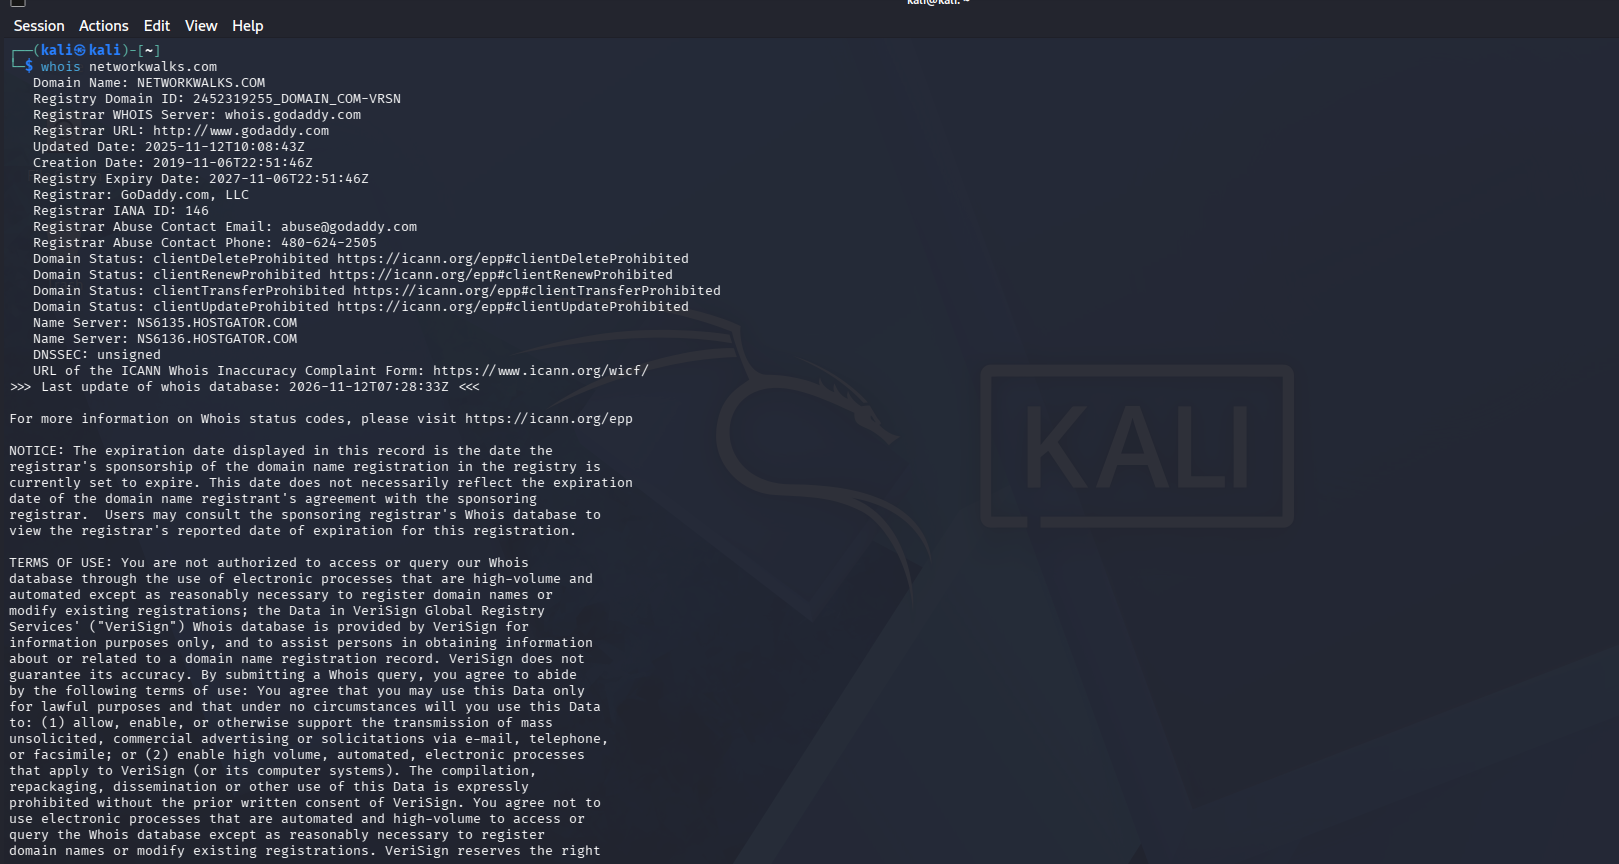 kali@kali: ~
Session Actions Edit View Help
┌──(kali㉿kali)-[~]
└─$ whois networkwalks.com
Domain Name: NETWORKWALKS.COM
Registry Domain ID: 2452319255_DOMAIN_COM-VRSN
Registrar WHOIS Server: whois.godaddy.com
Registrar URL: http://www.godaddy.com
Updated Date: 2025-11-12T10:08:43Z
Creation Date: 2019-11-06T22:51:46Z
Registry Expiry Date: 2027-11-06T22:51:46Z
Registrar: GoDaddy.com, LLC
Registrar IANA ID: 146
Registrar Abuse Contact Email: abuse@godaddy.com
Registrar Abuse Contact Phone: 480-624-2505
Domain Status: clientDeleteProhibited https://icann.org/epp#clientDeleteProhibited
Domain Status: clientRenewProhibited https://icann.org/epp#clientRenewProhibited
Domain Status: clientTransferProhibited https://icann.org/epp#clientTransferProhibited
Domain Status: clientUpdateProhibited https://icann.org/epp#clientUpdateProhibited
Name Server: NS6135.HOSTGATOR.COM
Name Server: NS6136.HOSTGATOR.COM
DNSSEC: unsigned
URL of the ICANN Whois Inaccuracy Complaint Form: https://www.icann.org/wicf/
>>> Last update of whois database: 2026-11-12T07:28:33Z <<<
For more information on Whois status codes, please visit https://icann.org/epp
NOTICE: The expiration date displayed in this record is the date the
registrar's sponsorship of the domain name registration in the registry is
currently set to expire. This date does not necessarily reflect the expiration
date of the domain name registrant's agreement with the sponsoring
registrar.  Users may consult the sponsoring registrar's Whois database to
view the registrar's reported date of expiration for this registration.
TERMS OF USE: You are not authorized to access or query our Whois
database through the use of electronic processes that are high-volume and
automated except as reasonably necessary to register domain names or
modify existing registrations; the Data in VeriSign Global Registry
Services' ("VeriSign") Whois database is provided by VeriSign for
information purposes only, and to assist persons in obtaining information
about or related to a domain name registration record. VeriSign does not
guarantee its accuracy. By submitting a Whois query, you agree to abide
by the following terms of use: You agree that you may use this Data only
for lawful purposes and that under no circumstances will you use this Data
to: (1) allow, enable, or otherwise support the transmission of mass
unsolicited, commercial advertising or solicitations via e-mail, telephone,
or facsimile; or (2) enable high volume, automated, electronic processes
that apply to VeriSign (or its computer systems). The compilation,
repackaging, dissemination or other use of this Data is expressly
prohibited without the prior written consent of VeriSign. You agree not to
use electronic processes that are automated and high-volume to access or
query the Whois database except as reasonably necessary to register
domain names or modify existing registrations. VeriSign reserves the right
KALI